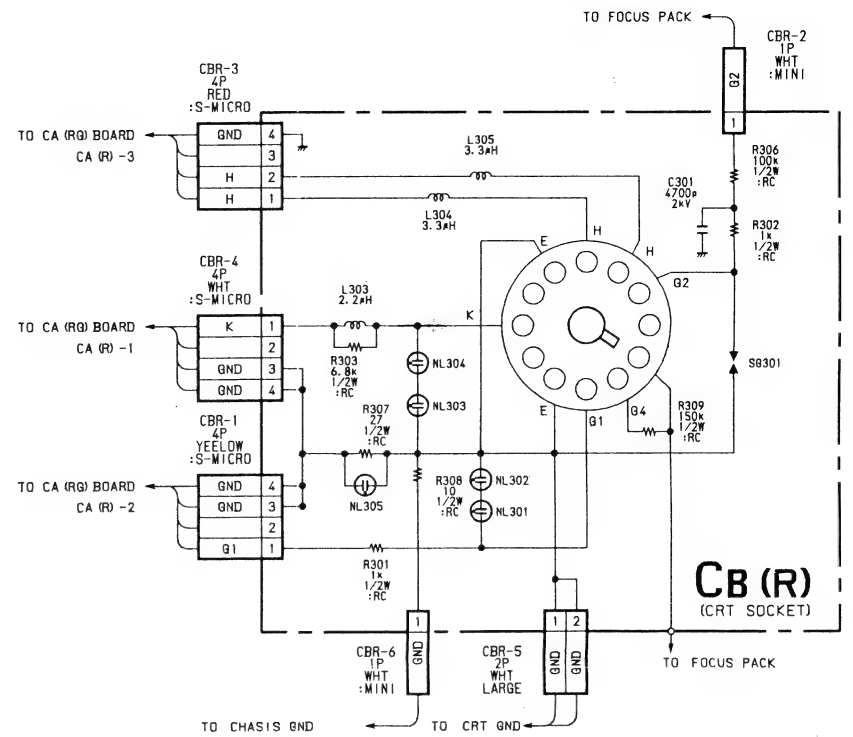 TO FOCUS PACK
CBR-2
1P
WHT
:MINI
G2
1
CBR-3
4P
RED
:S-MICRO
TO CA (RG) BOARD
CA (R) -3
GND 4
3
H 2
H 1
L305
3.3μH
L304
3.3μH
R306
100k
1/2W
:RC
C301
4700p
2kV
R302
1k
1/2W
:RC
E
H
H
G2
K
E
G1
G4
CBR-4
4P
WHT
:S-MICRO
TO CA (RG) BOARD
CA (R) -1
K 1
2
GND 3
GND 4
L303
2.2μH
R303
6.8k
1/2W
:RC
NL304
NL303
SG301
R309
150k
1/2W
:RC
R307
27
1/2W
:RC
NL305
CBR-1
4P
YEELOW
:S-MICRO
TO CA (RG) BOARD
CA (R) -2
GND 4
GND 3
2
G1 1
R308
10
1/2W
:RC
NL302
NL301
R301
1k
1/2W
:RC
CB (R)
(CRT SOCKET)
CBR-6
1P
WHT
:MINI
1
GND
CBR-5
2P
WHT
LARGE
1 2
GND GND
TO FOCUS PACK
TO CHASIS GND
TO CRT GND